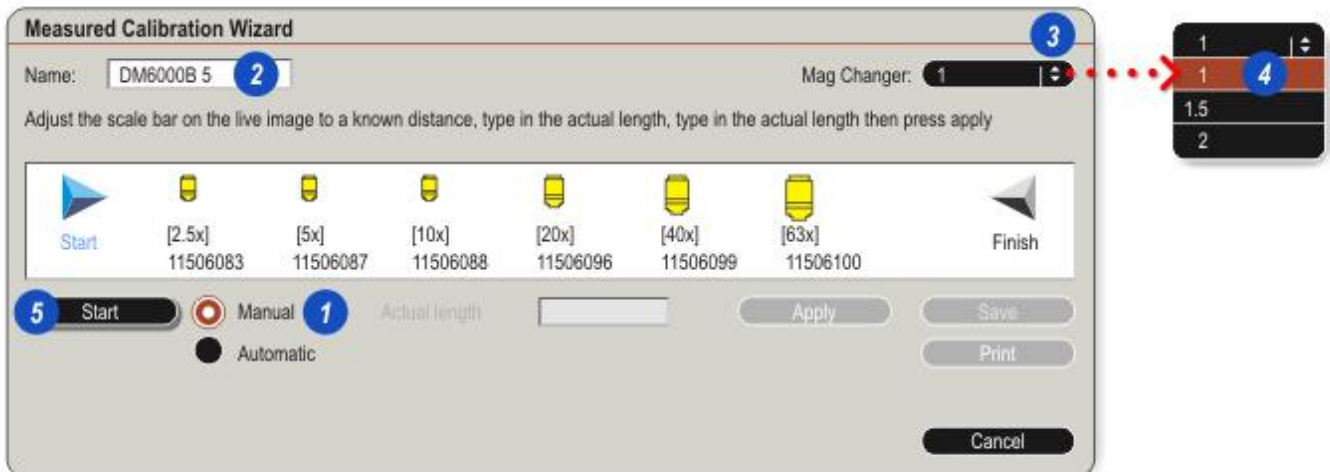 Measured Calibration Wizard
3
1
Name: DM6000B 5 2
Mag Changer: 1
1 4
Adjust the scale bar on the live image to a known distance, type in the actual length, type in the actual length then press apply
1.5
2
Start
[2.5x]
11506083
[5x]
11506087
[10x]
11506088
[20x]
11506096
[40x]
11506099
[63x]
11506100
Finish
5 Start
Manual 1
Actual length
Apply
Save
Automatic
Print
Cancel